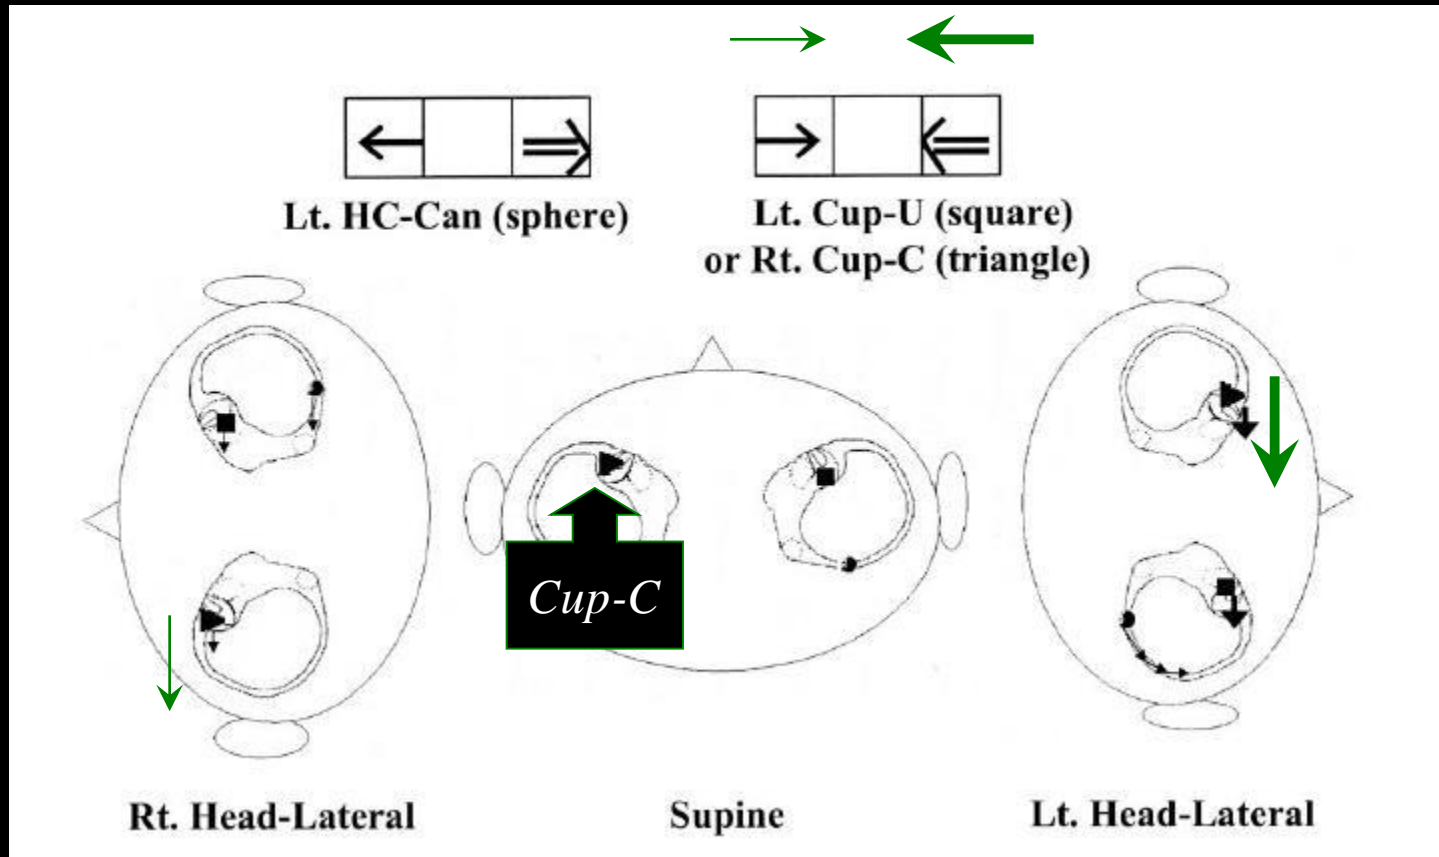 Lt. HC-Can (sphere)
Lt. Cup-U (square)
or Rt. Cup-C (triangle)
Cup-C
Rt. Head-Lateral
Supine
Lt. Head-Lateral